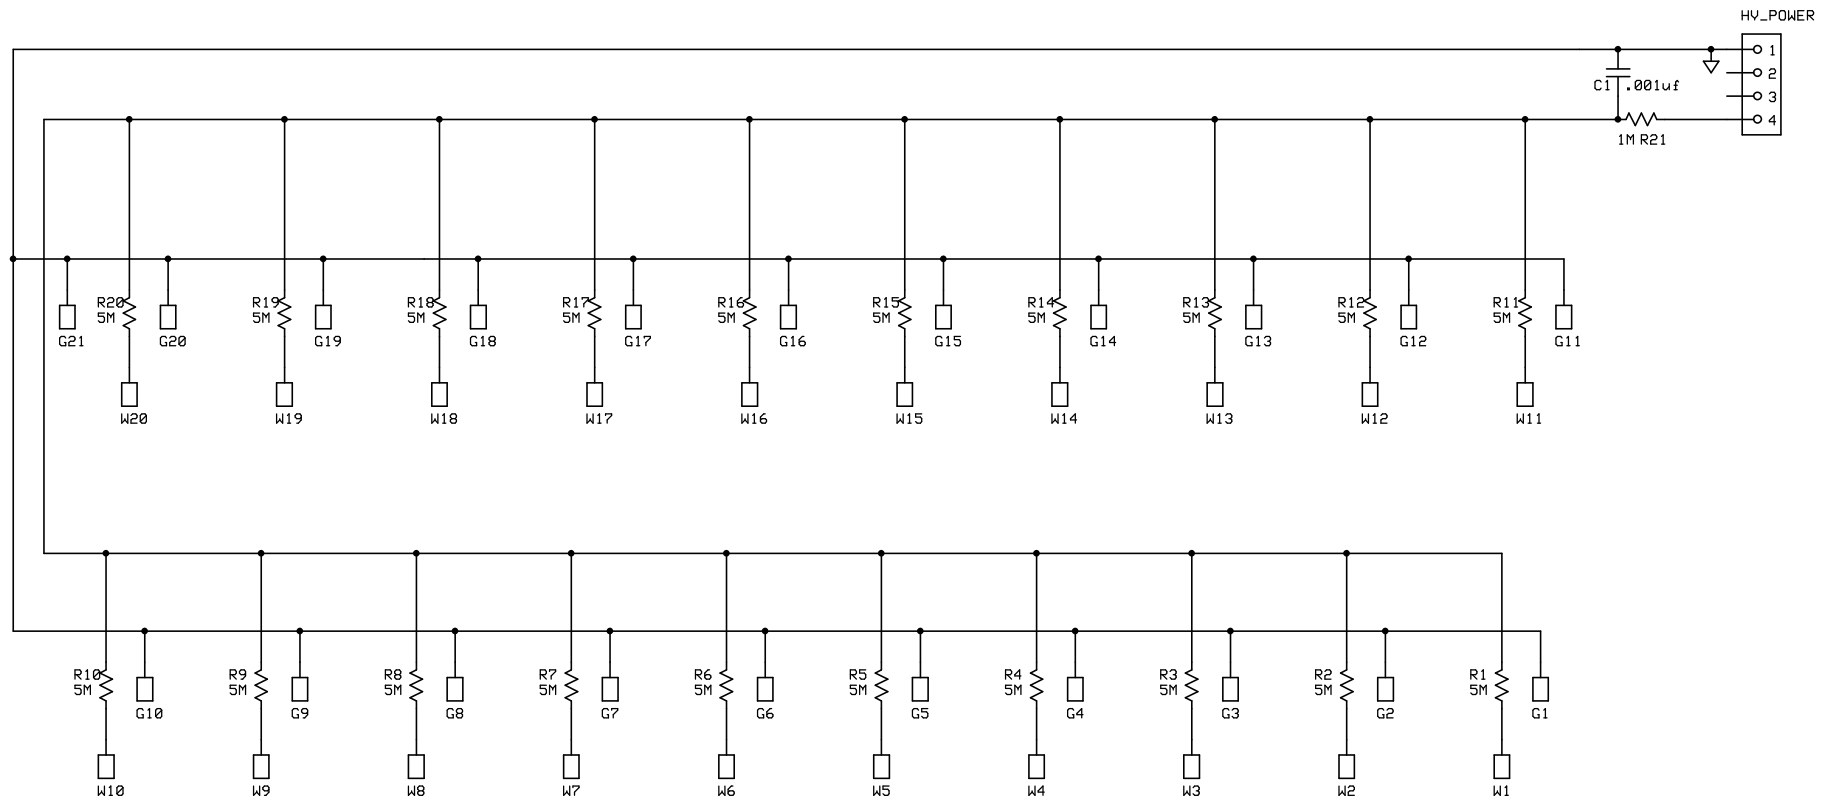 HV_POWER
1
2
C1 .001uf
3
4
1M R21
R20 R19 R18 R17 R16 R15 R14 R13 R12 R11
5M 5M 5M 5M 5M 5M 5M 5M 5M 5M
G21 G20 G19 G18 G17 G16 G15 G14 G13 G12 G11
W20 W19 W18 W17 W16 W15 W14 W13 W12 W11
R10 R9 R8 R7 R6 R5 R4 R3 R2 R1
5M 5M 5M 5M 5M 5M 5M 5M 5M 5M
G10 G9 G8 G7 G6 G5 G4 G3 G2 G1
W10 W9 W8 W7 W6 W5 W4 W3 W2 W1